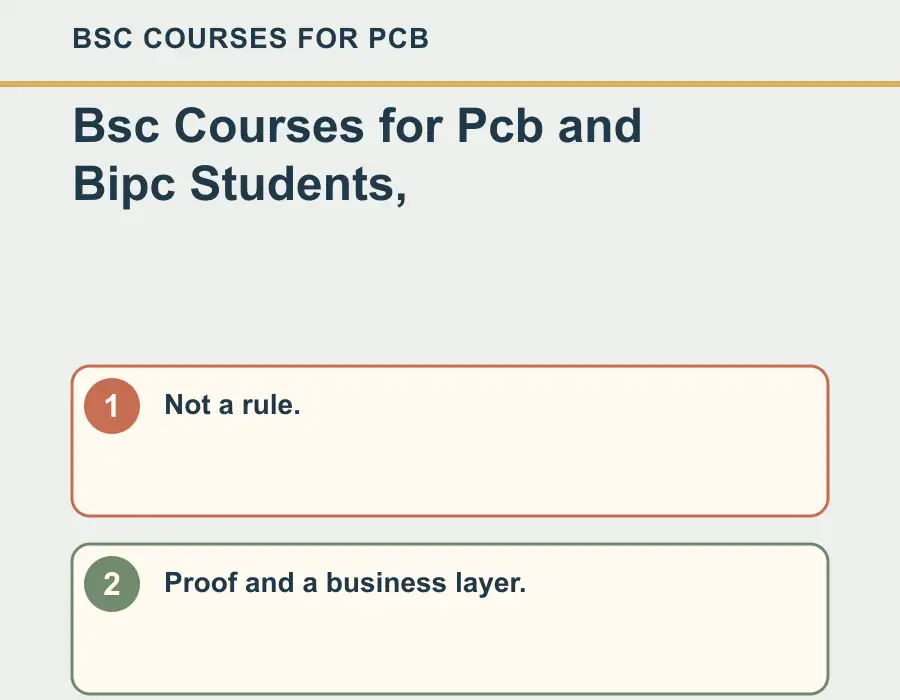 BSC COURSES FOR PCB
Bsc Courses for Pcb and
Bipc Students,
1
Not a rule.
2
Proof and a business layer.